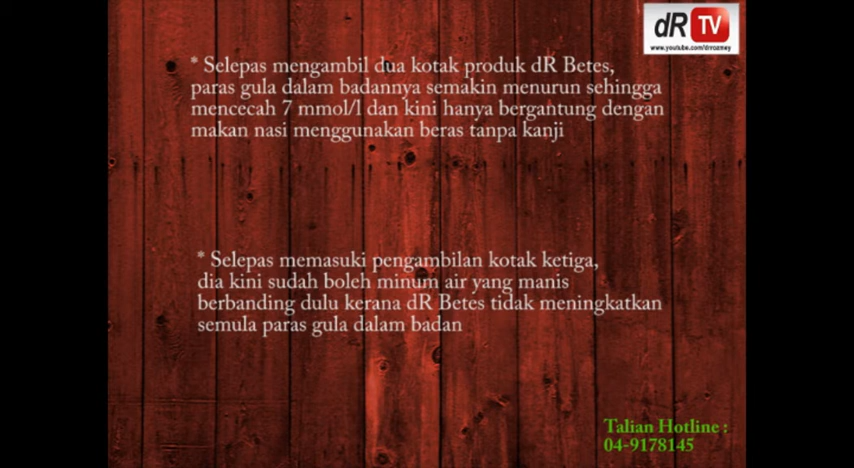 dR TV
www.youtube.com/drrozmey
* Selepas mengambil dua kotak produk dR Betes,
paras gula dalam badannya semakin menurun sehingga
mencecah 7 mmol/l dan kini hanya bergantung dengan
makan nasi menggunakan beras tanpa kanji
* Selepas memasuki pengambilan kotak ketiga,
dia kini sudah boleh minum air yang manis
berbanding dulu kerana dR Betes tidak meningkatkan
semula paras gula dalam badan
Talian Hotline :
04-9178145